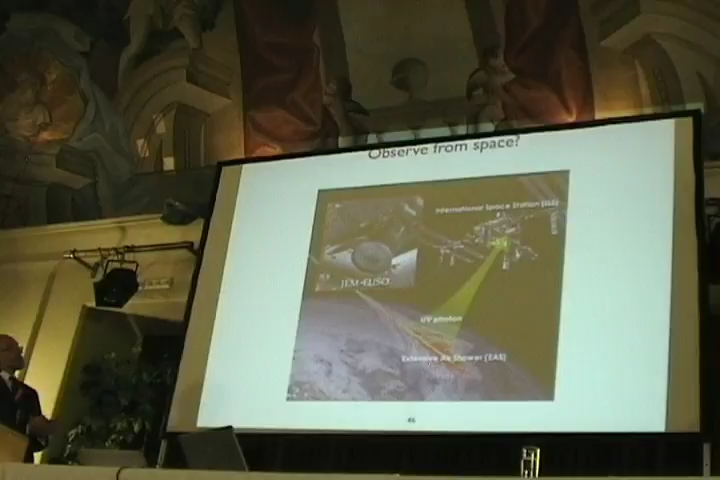 Observe from space?
International Space Station (ISS)
JEM-EUSO
UV photon
Extensive Air Shower (EAS)
46